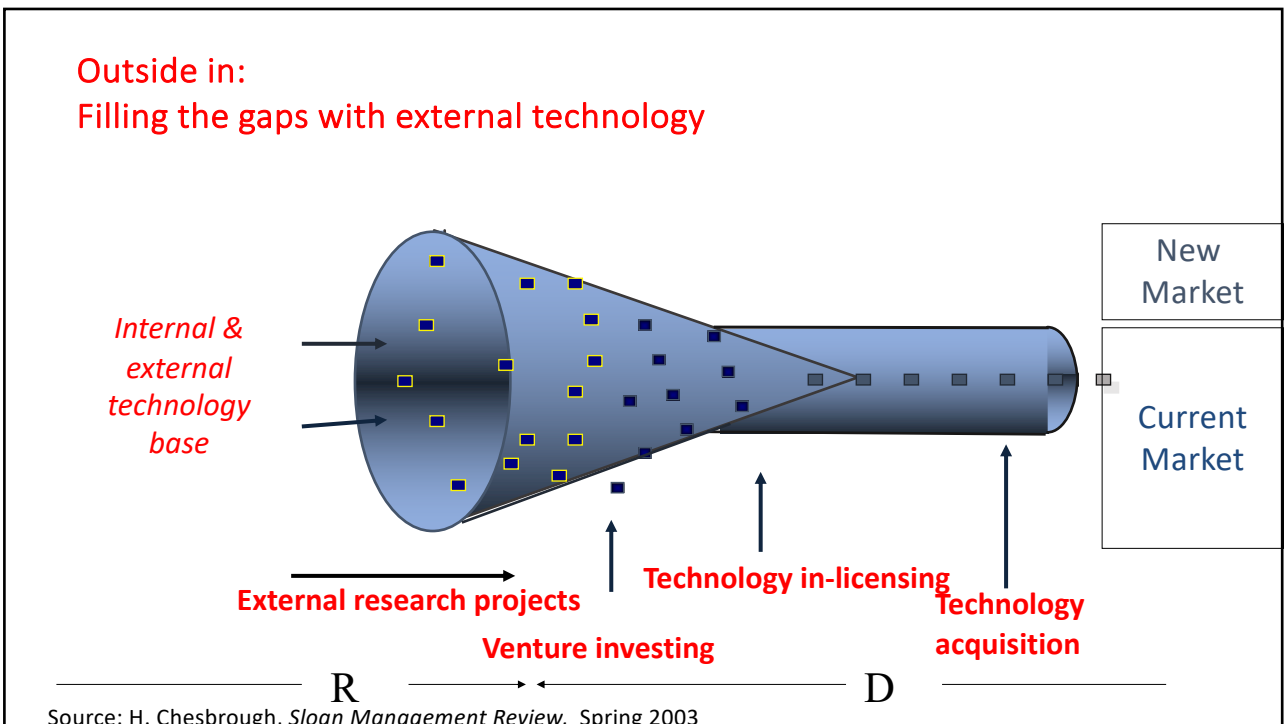 Outside in:
Filling the gaps with external technology
New
Market
Internal &
external
technology
base
Current
Market
Technology in-licensing
External research projects
Technology
acquisition
Venture investing
R
D
Source: H. Chesbrough, Sloan Management Review, Spring 2003